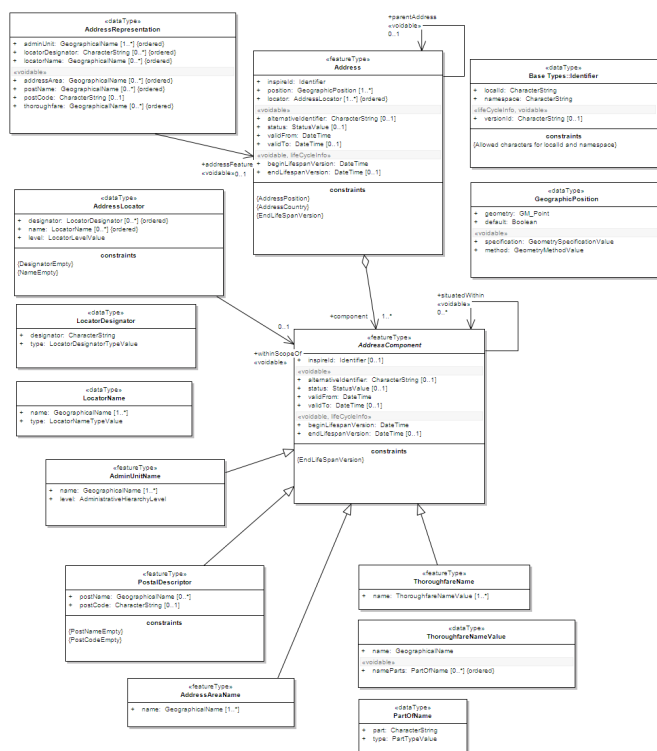 «dataType»
AddressRepresentation
+ adminUnit: GeographicalName [1..*] {ordered}
+ locatorDesignator: CharacterString [0..*] {ordered}
+ locatorName: GeographicalName [0..*] {ordered}
«voidable»
+ addressArea: GeographicalName [0..*] {ordered}
+ postName: GeographicalName [0..*] {ordered}
+ postCode: CharacterString [0..1]
+ thoroughfare: GeographicalName [0..*] {ordered}
+parentAddress
«voidable»
0..1
«featureType»
Address
+ inspireId: Identifier
+ position: GeographicPosition [1..*]
+ locator: AddressLocator [1..*] {ordered}
«voidable»
+ alternativeIdentifier: CharacterString [0..1]
+ status: StatusValue [0..1]
+ validFrom: DateTime
+ validTo: DateTime [0..1]
«voidable, lifeCycleInfo»
+ beginLifespanVersion: DateTime
+ endLifespanVersion: DateTime [0..1]
constraints
{AddressPosition}
{AddressCountry}
{EndLifeSpanVersion}
«dataType»
Base Types::Identifier
+ localId: CharacterString
+ namespace: CharacterString
«lifeCycleInfo, voidable»
+ versionId: CharacterString [0..1]
constraints
{Allowed characters for localId and namespace}
+addressFeature
«voidable» 0..1
«dataType»
GeographicPosition
+ geometry: GM_Point
+ default: Boolean
«voidable»
+ specification: GeometrySpecificationValue
+ method: GeometryMethodValue
«dataType»
AddressLocator
+ designator: LocatorDesignator [0..*] {ordered}
+ name: LocatorName [0..*] {ordered}
+ level: LocatorLevelValue
constraints
{DesignatorEmpty}
{NameEmpty}
«dataType»
LocatorDesignator
+ designator: CharacterString
+ type: LocatorDesignatorTypeValue
+component 1..*
+situatedWithin
«voidable»
0..*
0..1
+withinScopeOf
«voidable»
«featureType»
AddressComponent
+ inspireId: Identifier [0..1]
«voidable»
+ alternativeIdentifier: CharacterString [0..1]
+ status: StatusValue [0..1]
+ validFrom: DateTime
+ validTo: DateTime [0..1]
«voidable, lifeCycleInfo»
+ beginLifespanVersion: DateTime
+ endLifespanVersion: DateTime [0..1]
constraints
{EndLifeSpanVersion}
«dataType»
LocatorName
+ name: GeographicalName [1..*]
+ type: LocatorNameTypeValue
«featureType»
AdminUnitName
+ name: GeographicalName [1..*]
+ level: AdministrativeHierarchyLevel
«featureType»
PostalDescriptor
+ postName: GeographicalName [0..*]
+ postCode: CharacterString [0..1]
constraints
{PostNameEmpty}
{PostCodeEmpty}
«featureType»
ThoroughfareName
+ name: ThoroughfareNameValue [1..*]
«dataType»
ThoroughfareNameValue
+ name: GeographicalName
«voidable»
+ nameParts: PartOfName [0..*] {ordered}
«featureType»
AddressAreaName
+ name: GeographicalName [1..*]
«dataType»
PartOfName
+ part: CharacterString
+ type: PartTypeValue